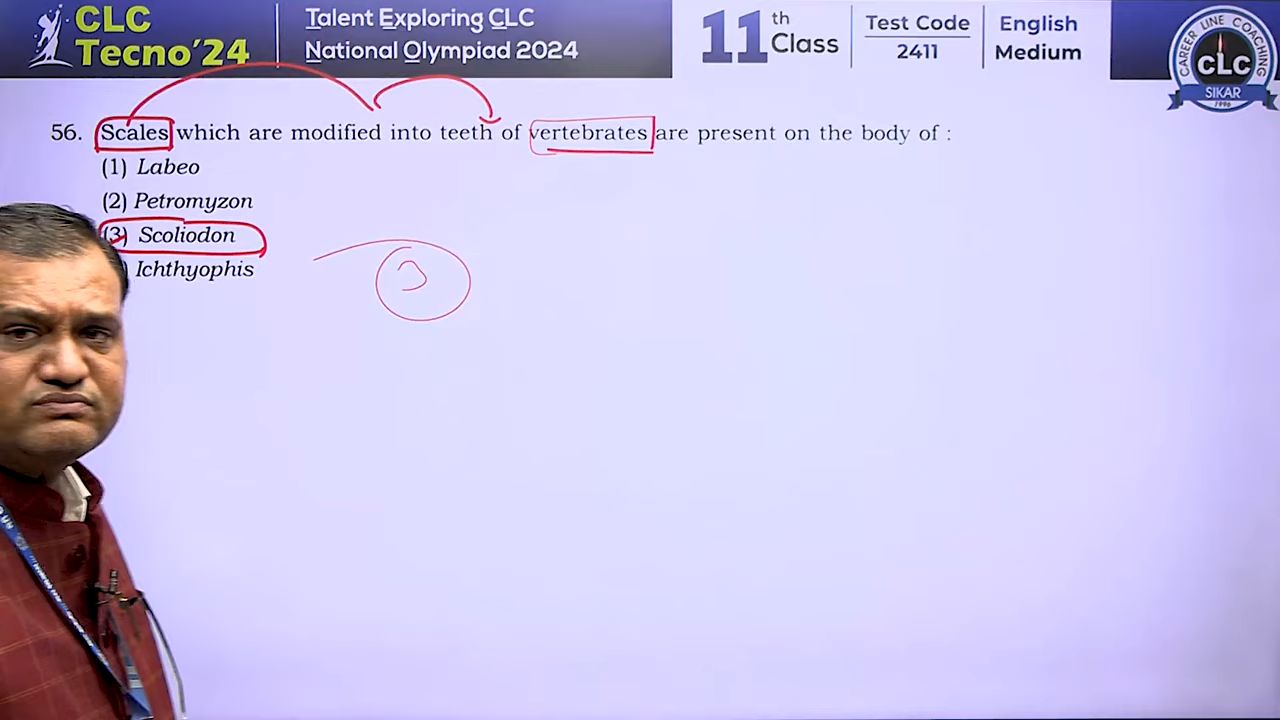 CLC
Tecno'24
Talent Exploring CLC
National Olympiad 2024
11th Class
Test Code
2411
English
Medium
CAREER LINE COACHING
CLC
SIKAR
1996
56. Scales which are modified into teeth of vertebrates are present on the body of :
(1) Labeo
(2) Petromyzon
(3) Scoliodon
Ichthyophis
3